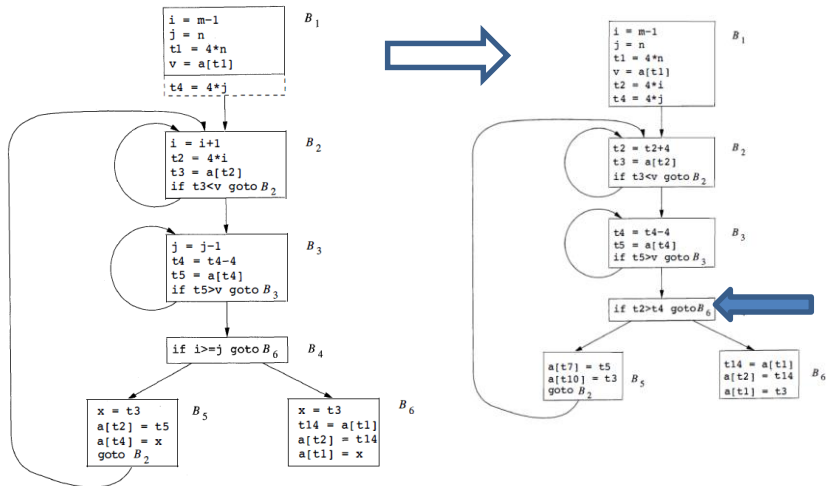 i = m-1
j = n
t1 = 4*n
v = a[t1]
t4 = 4*j
B1
i = i+1
t2 = 4*i
t3 = a[t2]
if t3<v goto B2
B2
j = j-1
t4 = t4-4
t5 = a[t4]
if t5>v goto B3
B3
if i>=j goto B6
B4
x = t3
a[t2] = t5
a[t4] = x
goto B2
B5
x = t3
t14 = a[t1]
a[t2] = t14
a[t1] = x
B6
i = m-1
j = n
t1 = 4*n
v = a[t1]
t2 = 4*i
t4 = 4*j
B1
t2 = t2+4
t3 = a[t2]
if t3<v goto B2
B2
t4 = t4-4
t5 = a[t4]
if t5>v goto B3
B3
if t2>t4 gotoB6
a[t7] = t5
a[t10] = t3
goto B2
B5
t14 = a[t1]
a[t2] = t14
a[t1] = t3
B6